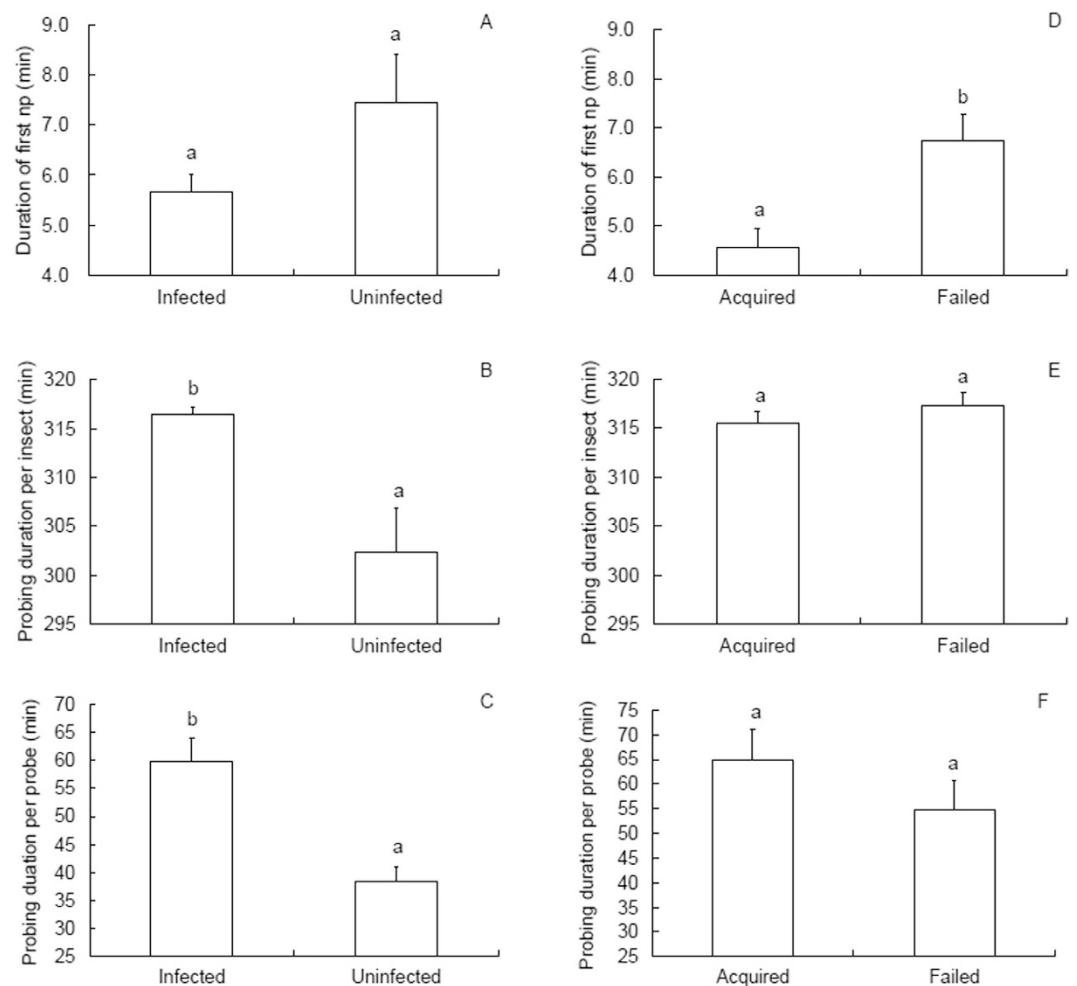 A
Duration of first np (min)
9.0
8.0
7.0
6.0
5.0
4.0
a
a
Infected
Uninfected
D
Duration of first np (min)
9.0
8.0
7.0
6.0
5.0
4.0
a
b
Acquired
Failed
B
Probing duration per insect (min)
320
315
310
305
300
295
b
a
Infected
Uninfected
E
Probing duration per insect (min)
320
315
310
305
300
295
a
a
Acquired
Failed
C
Probing duation per probe (min)
70
65
60
55
50
45
40
35
30
25
b
a
Infected
Uninfected
F
Probing duration per probe (min)
75
70
65
60
55
50
45
40
35
30
25
a
a
Acquired
Failed